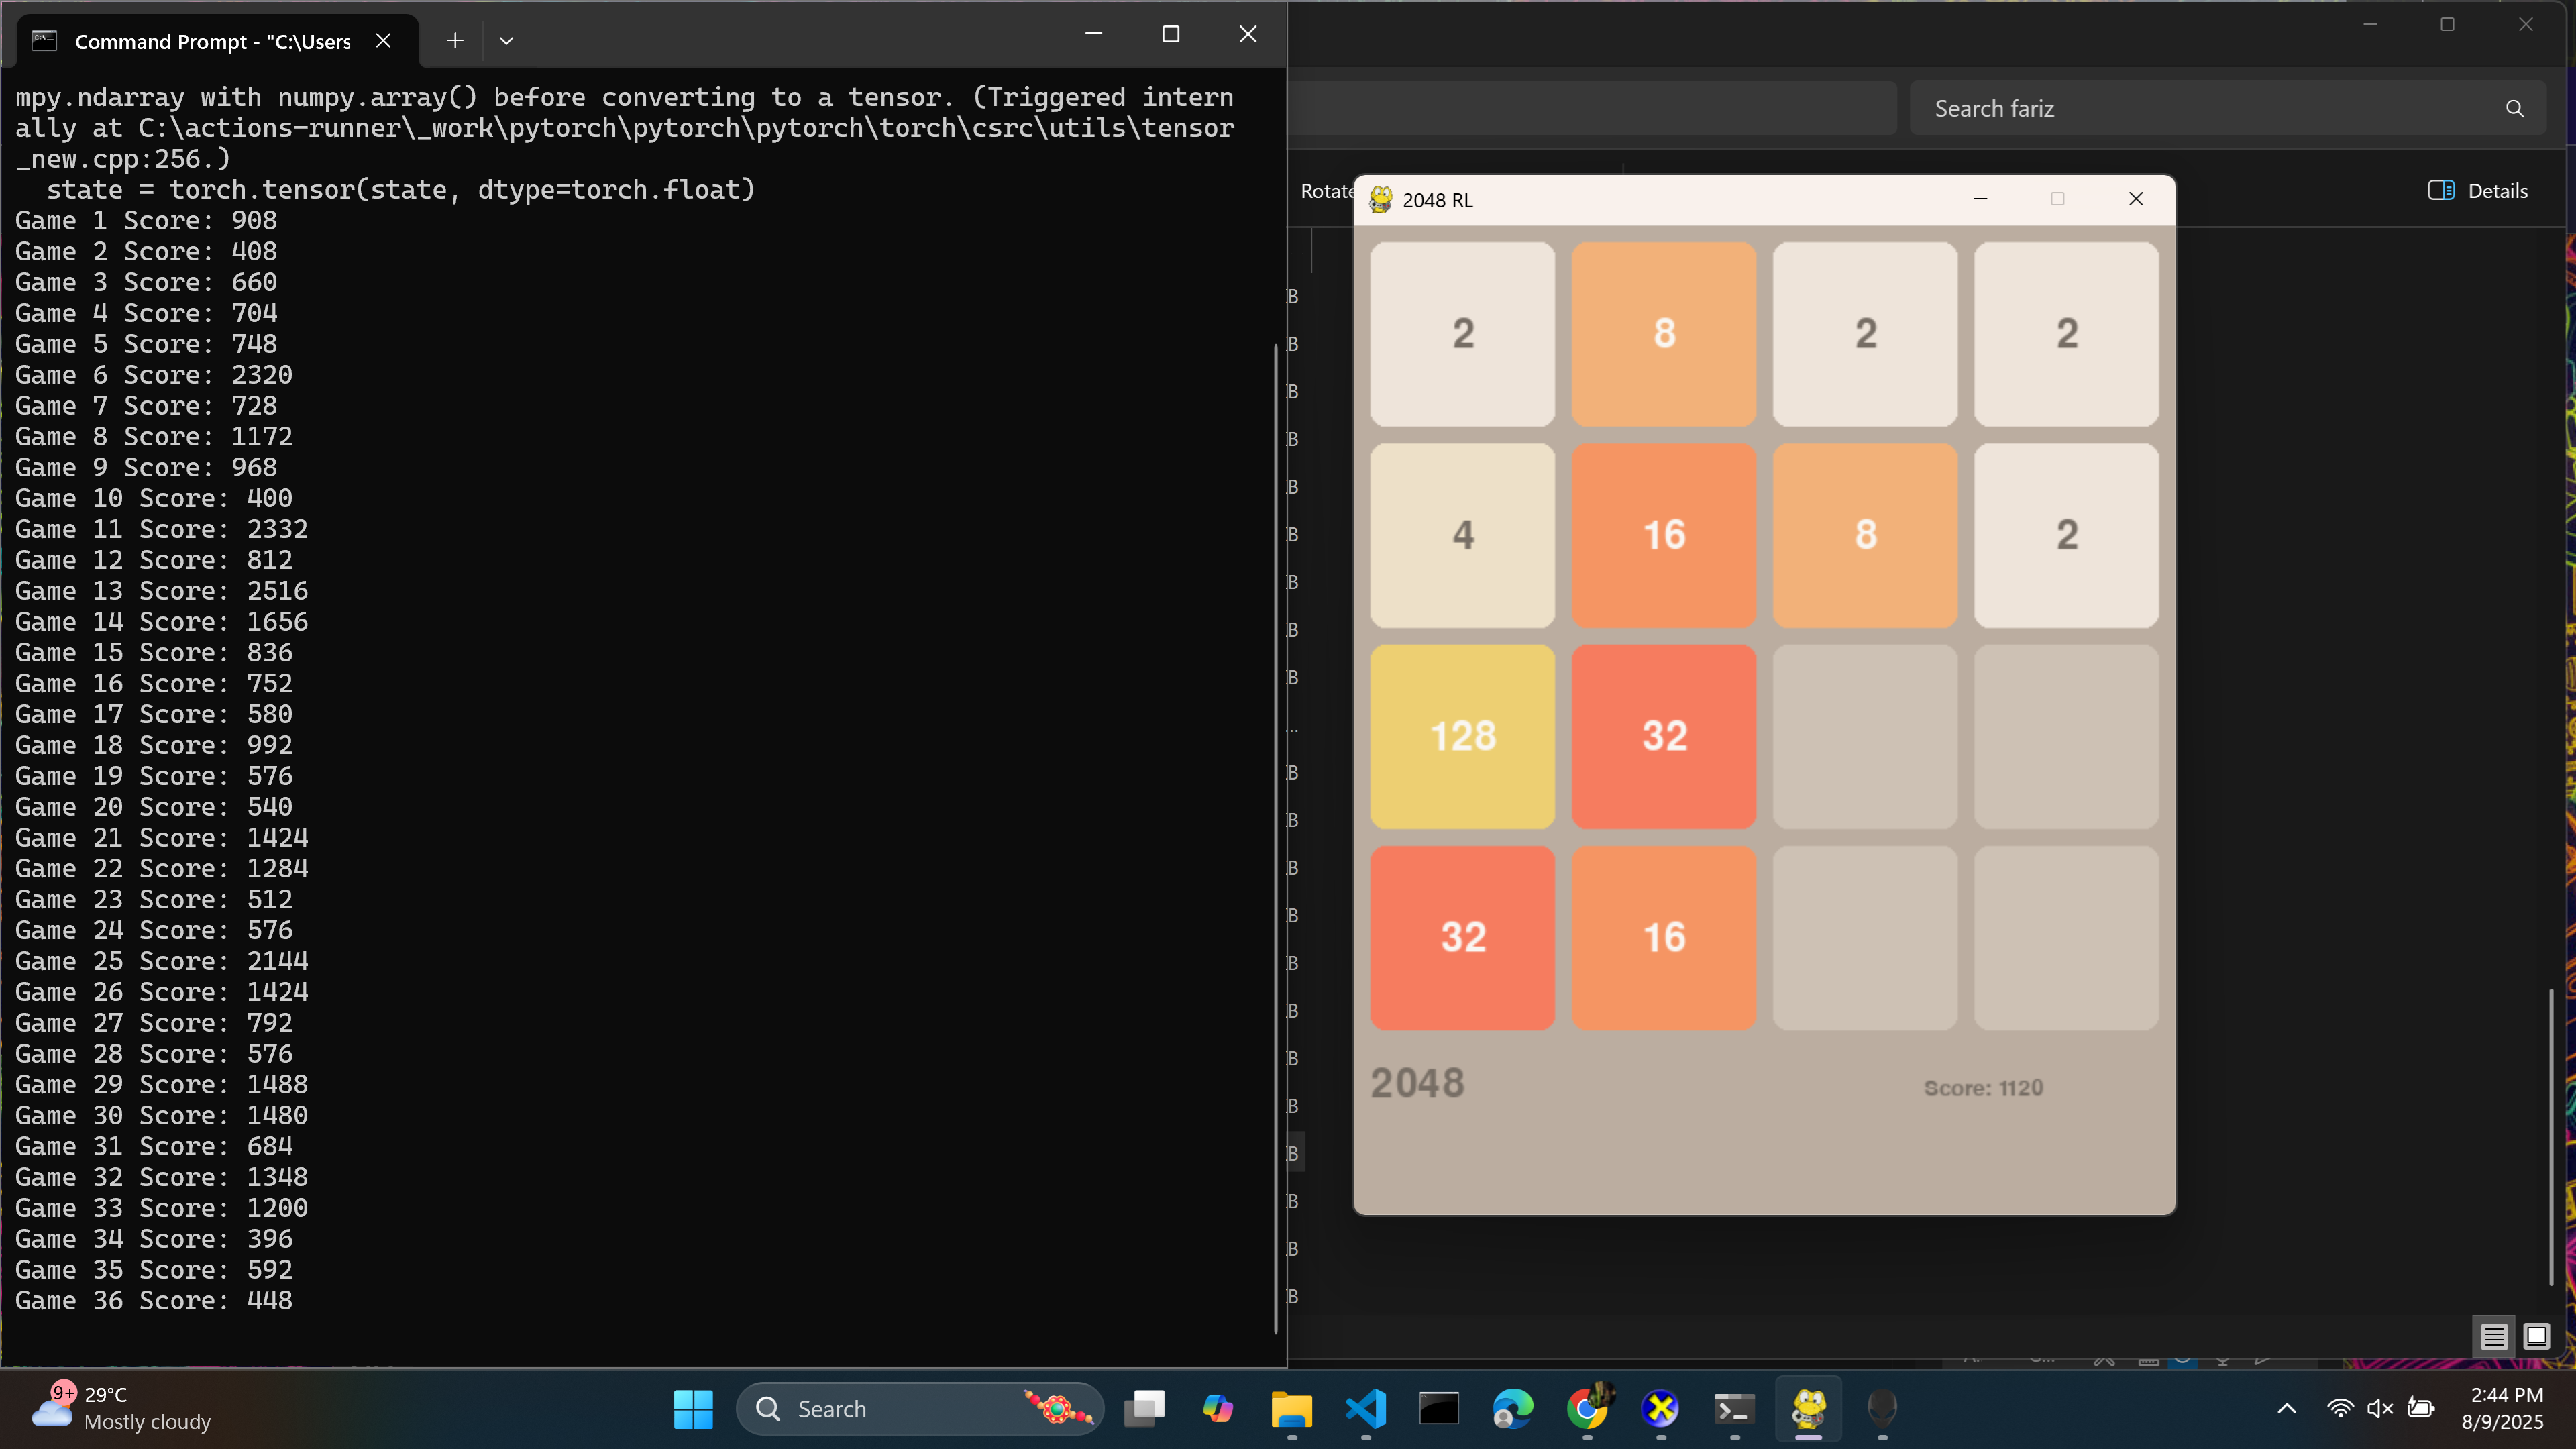 Command Prompt - "C:\Users
mpy.ndarray with numpy.array() before converting to a tensor. (Triggered intern
ally at C:\actions-runner\_work\pytorch\pytorch\pytorch\torch\csrc\utils\tensor
_new.cpp:256.)
state = torch.tensor(state, dtype=torch.float)
Game 1 Score: 908
Game 2 Score: 408
Game 3 Score: 660
Game 4 Score: 704
Game 5 Score: 748
Game 6 Score: 2320
Game 7 Score: 728
Game 8 Score: 1172
Game 9 Score: 968
Game 10 Score: 400
Game 11 Score: 2332
Game 12 Score: 812
Game 13 Score: 2516
Game 14 Score: 1656
Game 15 Score: 836
Game 16 Score: 752
Game 17 Score: 580
Game 18 Score: 992
Game 19 Score: 576
Game 20 Score: 540
Game 21 Score: 1424
Game 22 Score: 1284
Game 23 Score: 512
Game 24 Score: 576
Game 25 Score: 2144
Game 26 Score: 1424
Game 27 Score: 792
Game 28 Score: 576
Game 29 Score: 1488
Game 30 Score: 1480
Game 31 Score: 684
Game 32 Score: 1348
Game 33 Score: 1200
Game 34 Score: 396
Game 35 Score: 592
Game 36 Score: 448
Search fariz
Rotate
Details
2048 RL
2 8 2 2
4 16 8 2
128 32
32 16
2048 Score: 1120
9+
29°C
Mostly cloudy
Search
2:44 PM
8/9/2025